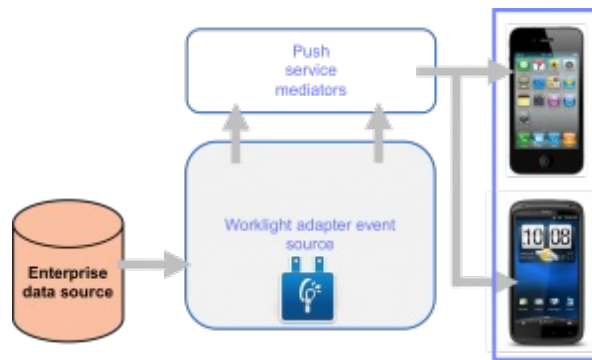 Push
service
mediators
Worklight adapter event
source
Enterprise
data source
10 08